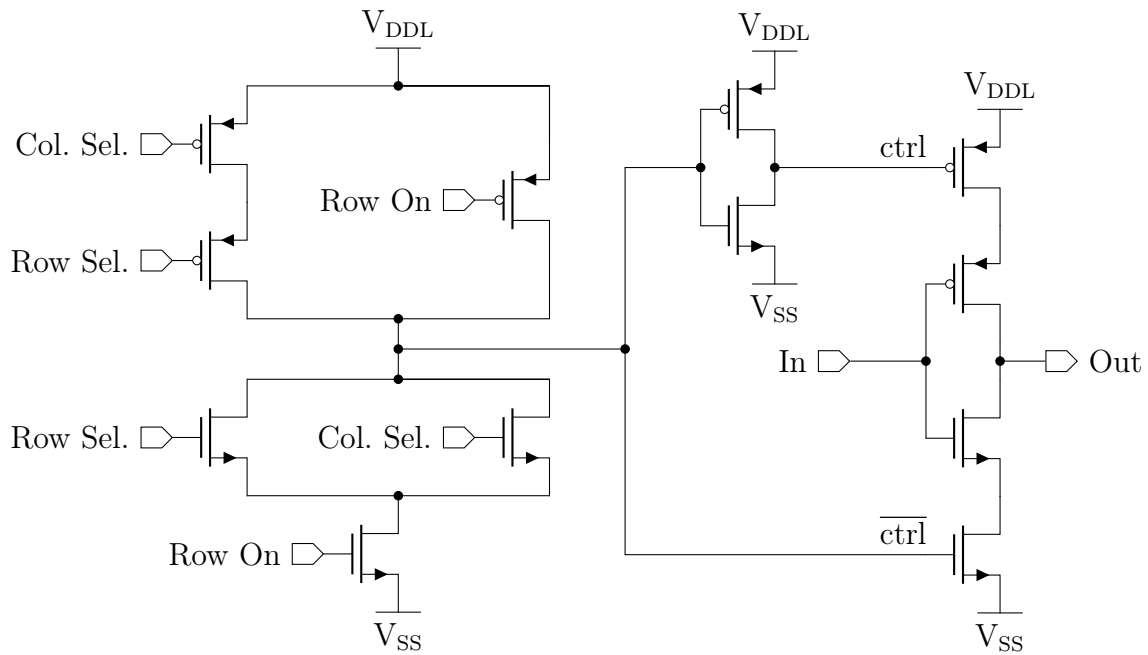 V_DDL
V_DDL
V_DDL
Col. Sel.
ctrl
Row On
Row Sel.
V_SS
In
Out
Row Sel.
Col. Sel.
c̅t̅r̅l̅
Row On
V_SS
V_SS